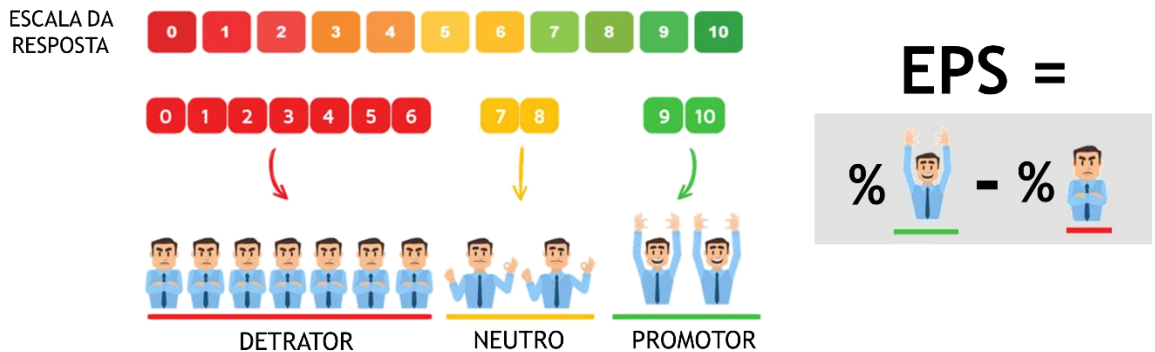 ESCALA DA
RESPOSTA
0 1 2 3 4 5 6 7 8 9 10
0 1 2 3 4 5 6
7 8
9 10
DETRATOR
NEUTRO
PROMOTOR
EPS =
% - %